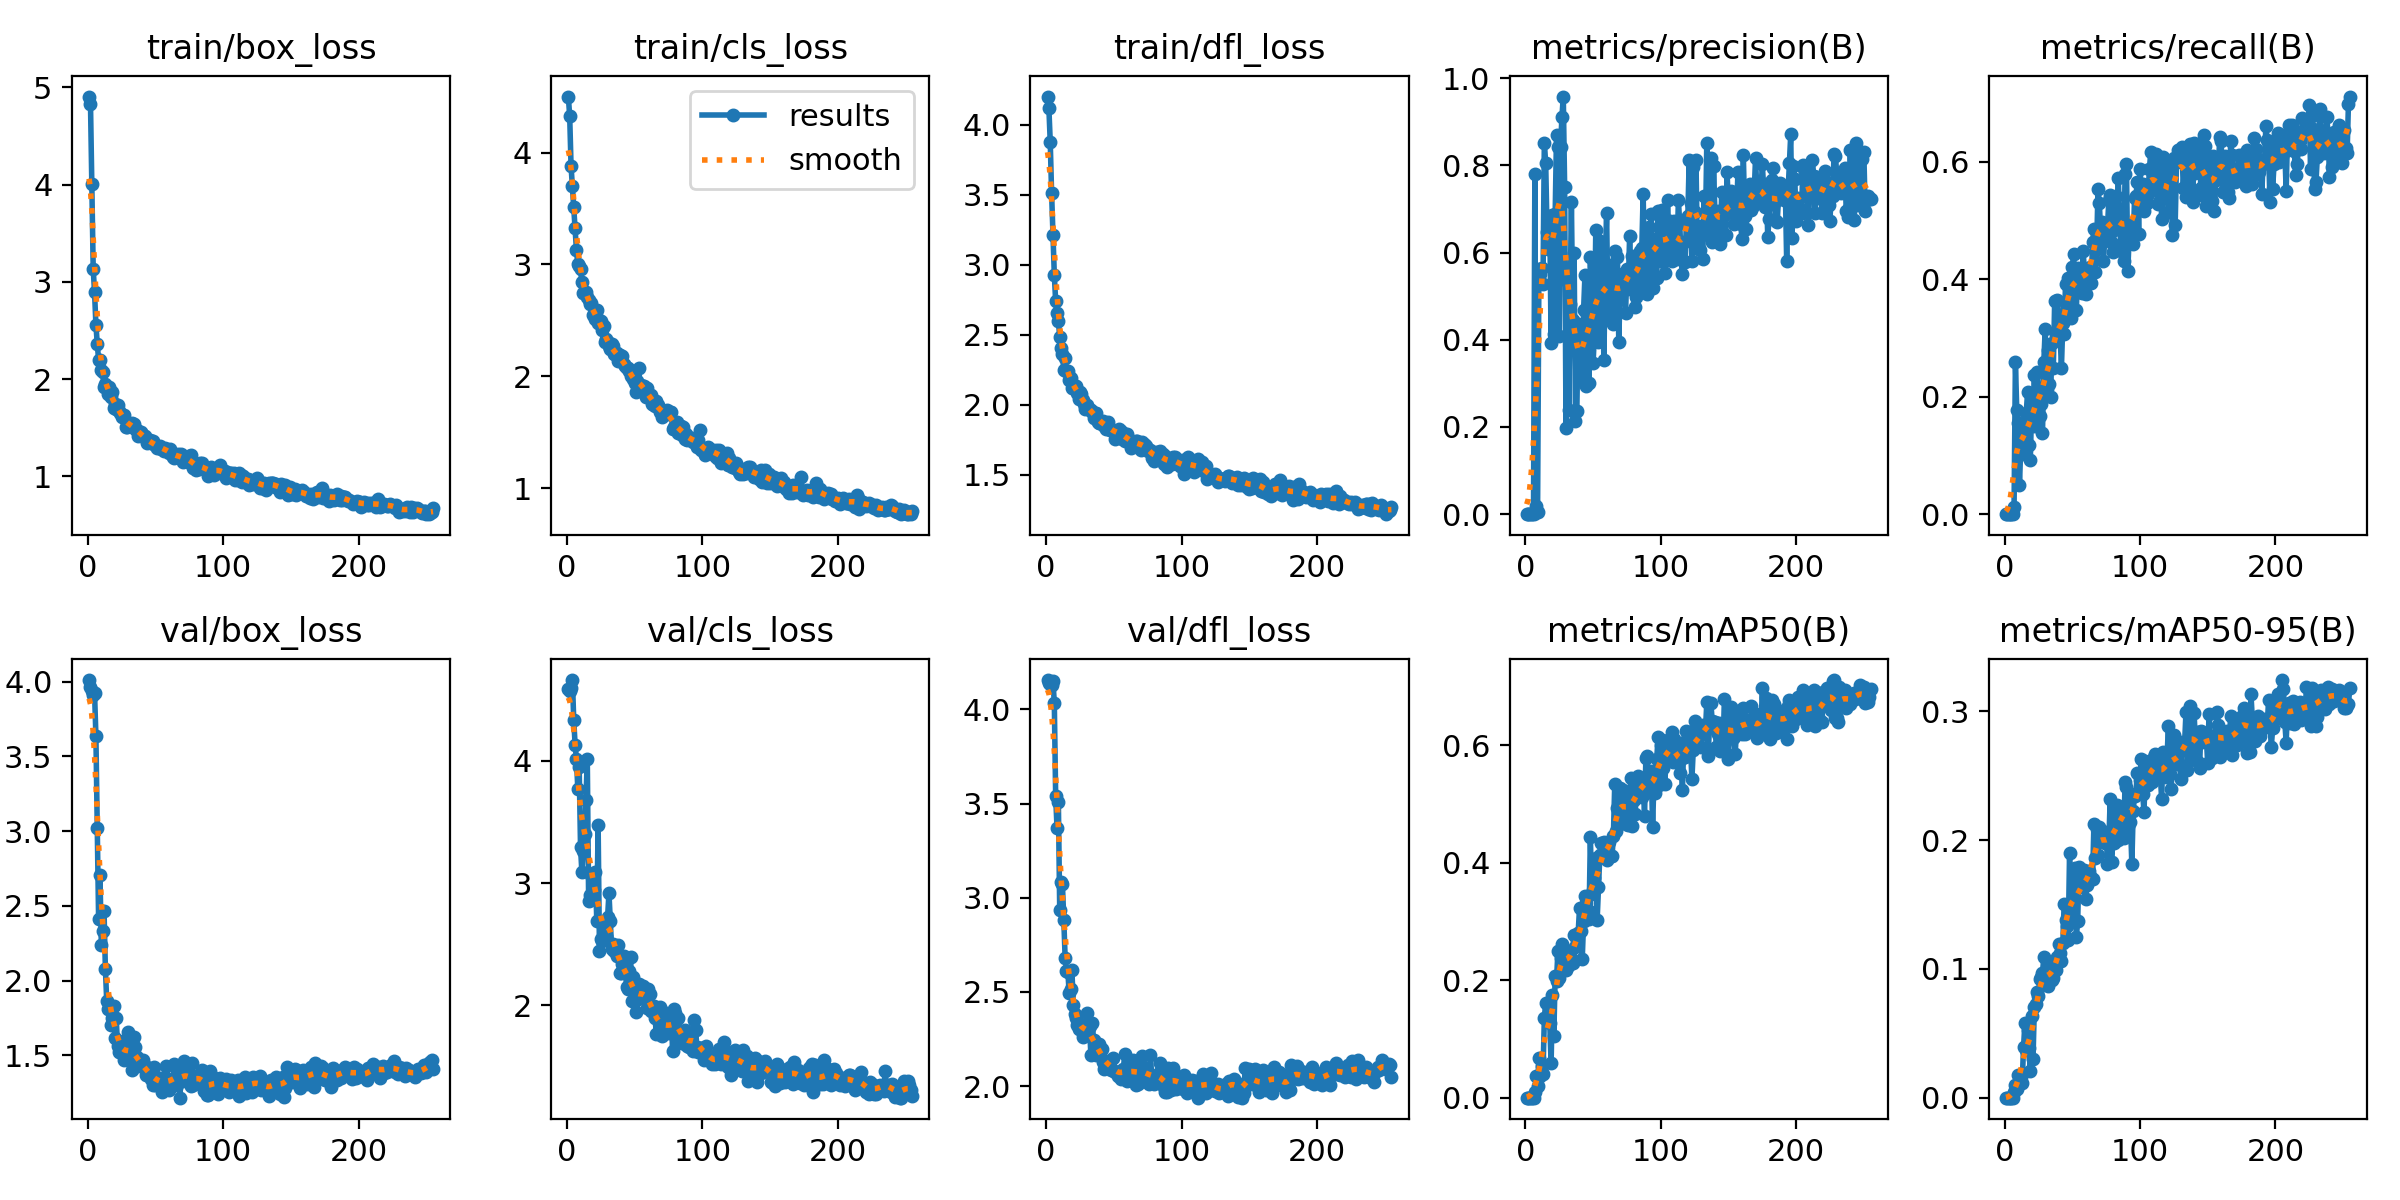 train/box_loss
train/cls_loss
train/dfl_loss
metrics/precision(B)
metrics/recall(B)
5
4
3
2
1
0 100 200
results
smooth
4
3
2
1
0 100 200
4.0
3.5
3.0
2.5
2.0
1.5
0 100 200
1.0
0.8
0.6
0.4
0.2
0.0
0 100 200
0.6
0.4
0.2
0.0
0 100 200
val/box_loss
val/cls_loss
val/dfl_loss
metrics/mAP50(B)
metrics/mAP50-95(B)
4.0
3.5
3.0
2.5
2.0
1.5
0 100 200
4
3
2
0 100 200
4.0
3.5
3.0
2.5
2.0
0 100 200
0.6
0.4
0.2
0.0
0 100 200
0.3
0.2
0.1
0.0
0 100 200